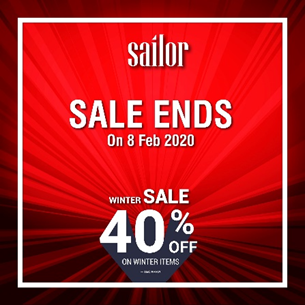 sailor
SALE ENDS
On 8 Feb 2020
WINTER SALE
40%
OFF
ON WINTER ITEMS